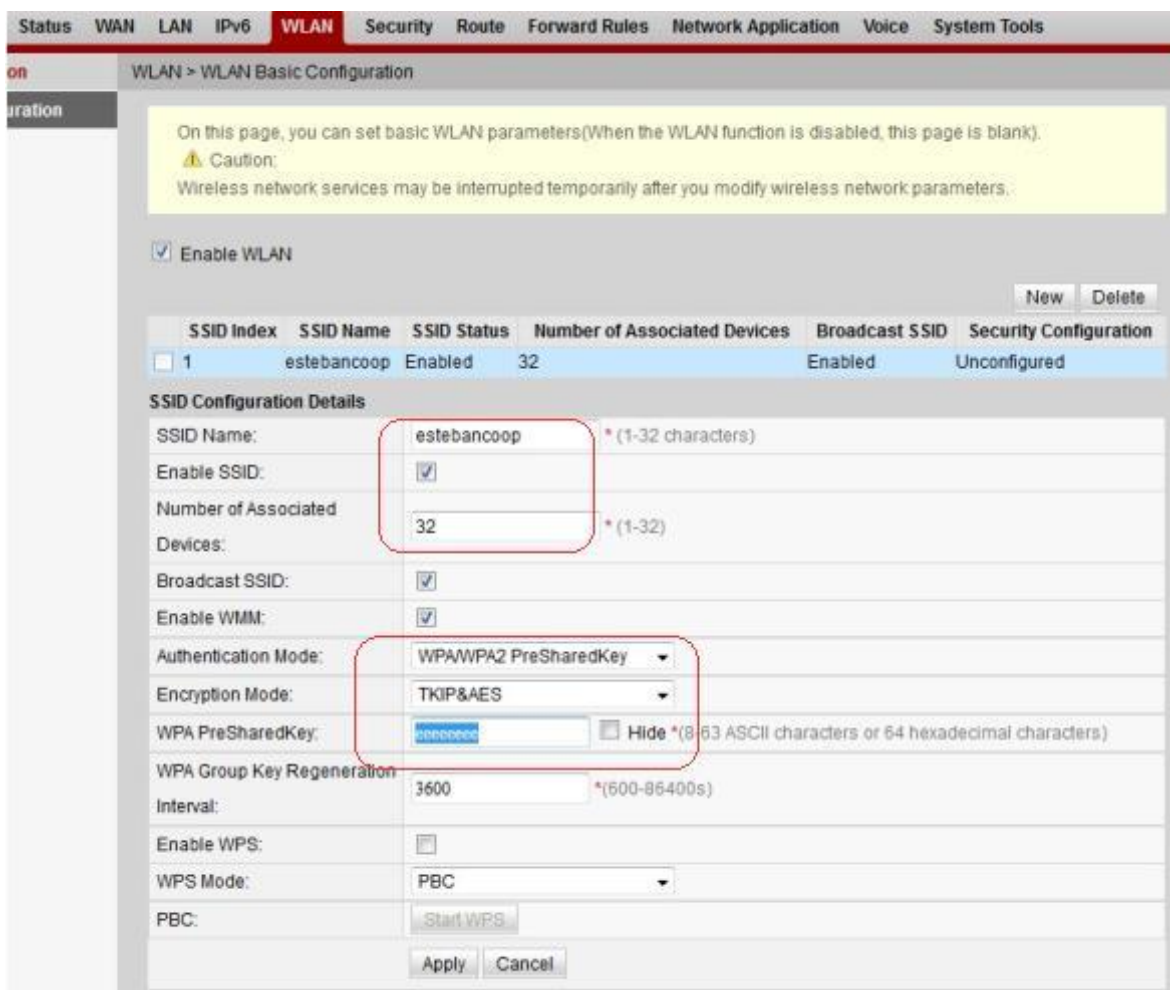 Status WAN LAN IPv6 WLAN Security Route Forward Rules Network Application Voice System Tools
on
WLAN > WLAN Basic Configuration
uration
On this page, you can set basic WLAN parameters(When the WLAN function is disabled, this page is blank).
Caution:
Wireless network services may be interrupted temporarily after you modify wireless network parameters.
Enable WLAN
New Delete
SSID Index SSID Name SSID Status Number of Associated Devices Broadcast SSID Security Configuration
1 estebancoop Enabled 32 Enabled Unconfigured
SSID Configuration Details
SSID Name: estebancoop * (1-32 characters)
Enable SSID:
Number of Associated
Devices: 32 * (1-32)
Broadcast SSID:
Enable WMM:
Authentication Mode: WPA/WPA2 PreSharedKey
Encryption Mode: TKIP&AES
WPA PreSharedKey: Hide *(8-63 ASCII characters or 64 hexadecimal characters)
WPA Group Key Regeneration
Interval: 3600 *(600-86400s)
Enable WPS:
WPS Mode: PBC
PBC: Start WPS
Apply Cancel